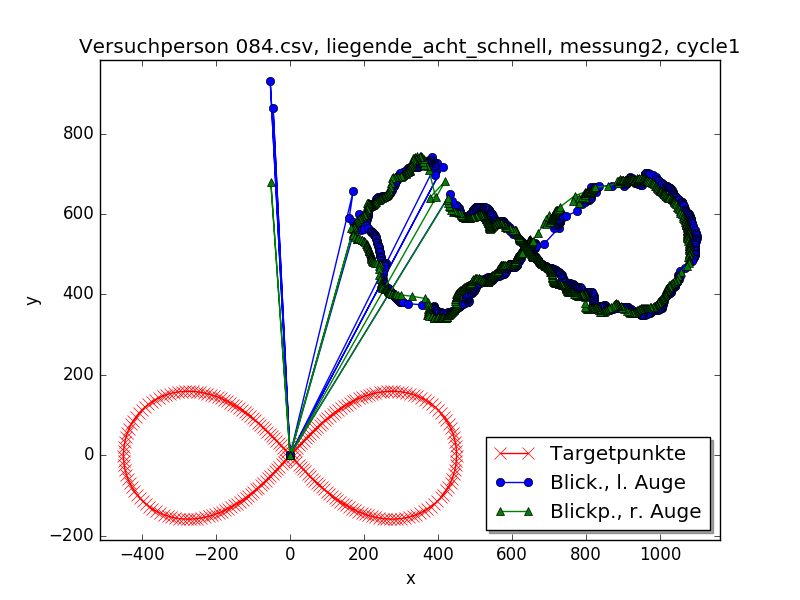 Versuchperson 084.csv, liegende_acht_schnell, messung2, cycle1
800
600
400
200
0
−200
y
−400 −200 0 200 400 600 800 1000
x
Targetpunkte
Blick., l. Auge
Blickp., r. Auge